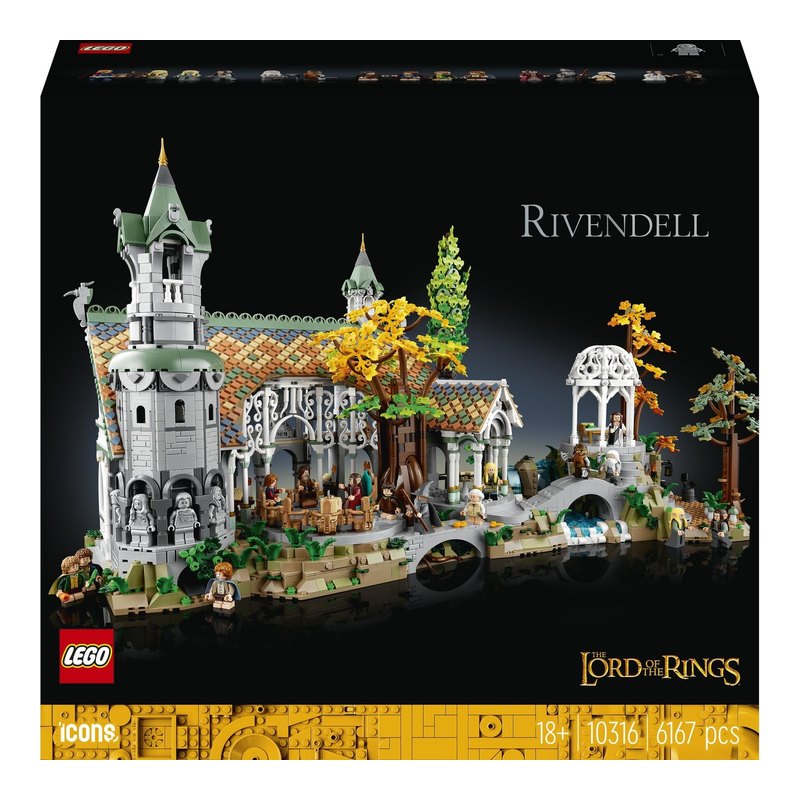 LEGO
RIVENDELL
LEGO
THE
LORD OF THE RINGS
icons
18+ 10316 6167 pcs